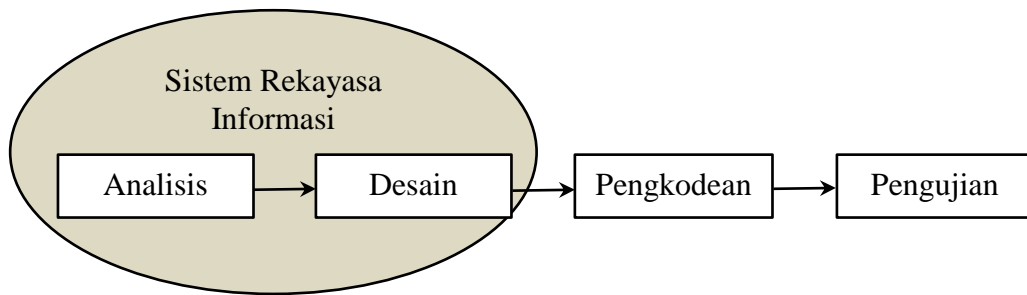 Sistem Rekayasa
Informasi
Analisis
Desain
Pengkodean
Pengujian